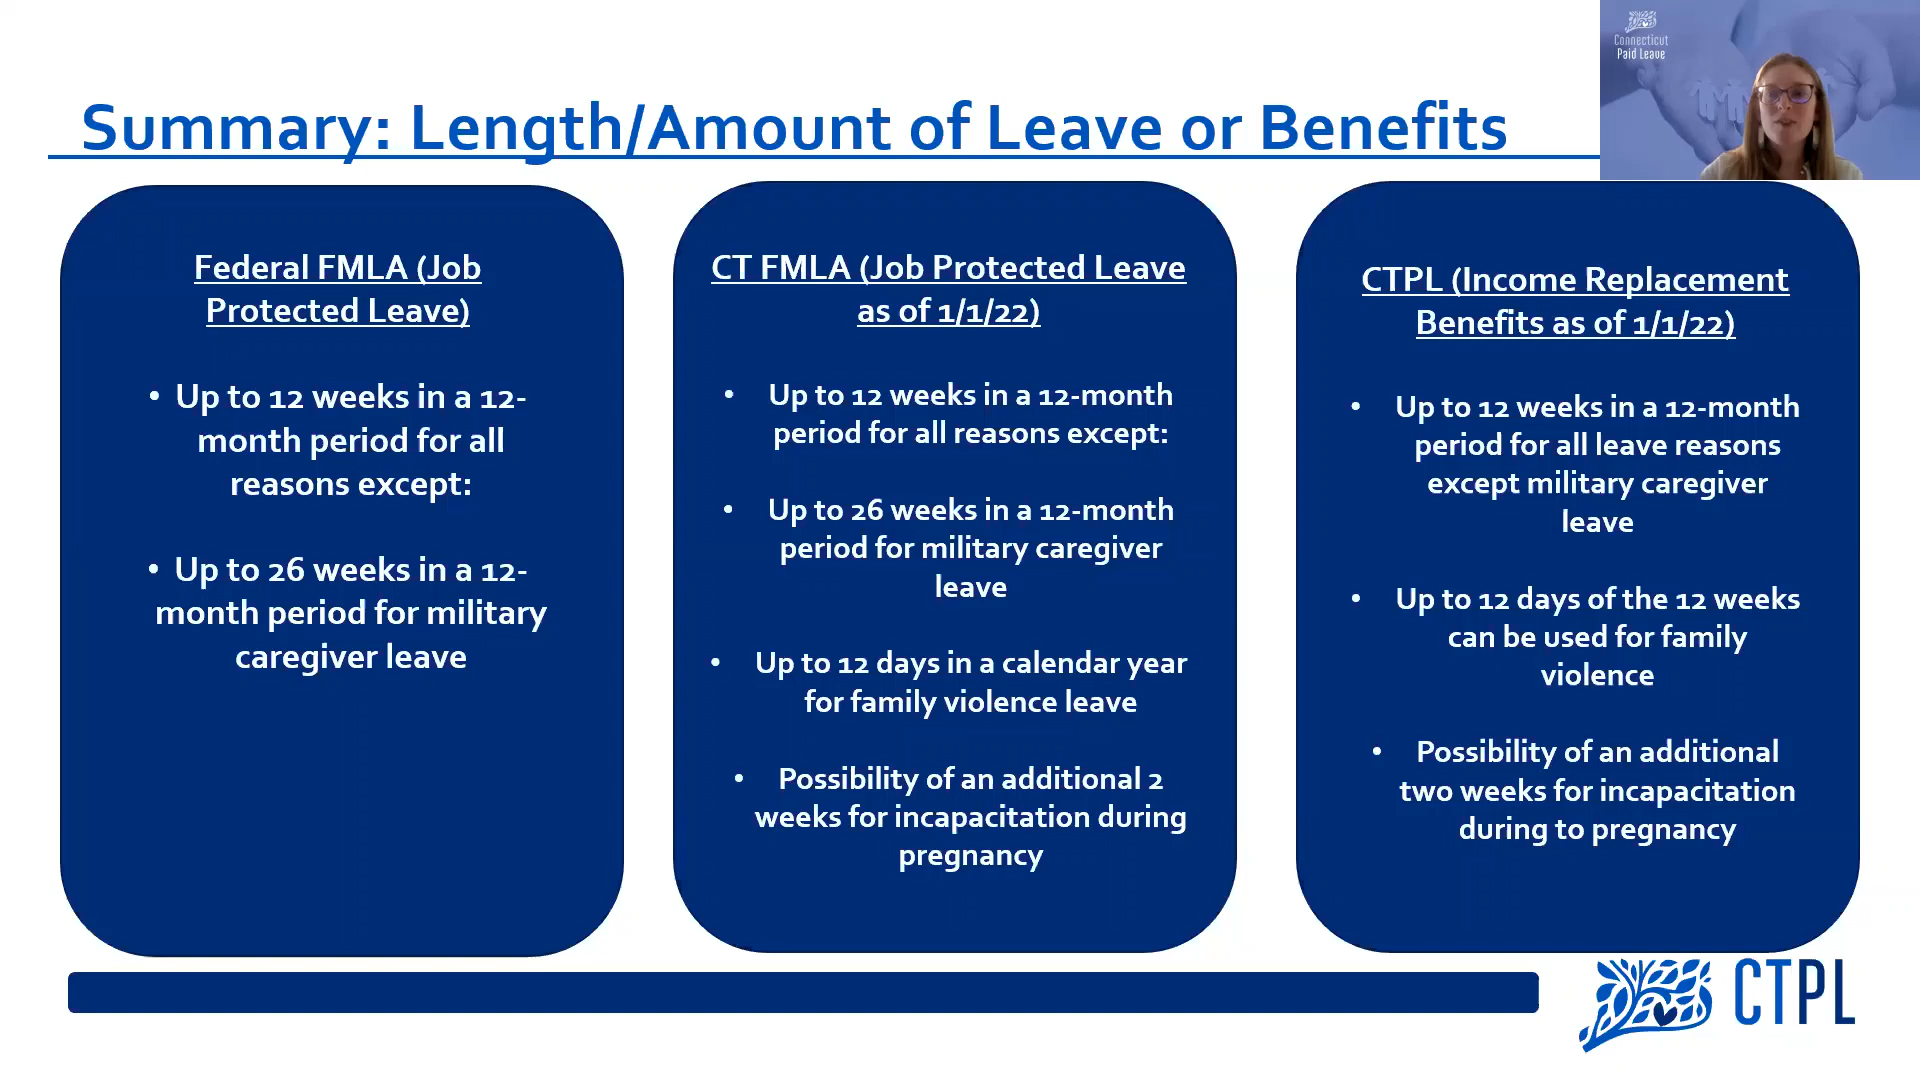 Connecticut
Paid Leave
Summary: Length/Amount of Leave or Benefits
Federal FMLA (Job
Protected Leave)
• Up to 12 weeks in a 12-
month period for all
reasons except:
• Up to 26 weeks in a 12-
month period for military
caregiver leave
CT FMLA (Job Protected Leave
as of 1/1/22)
• Up to 12 weeks in a 12-month
period for all reasons except:
• Up to 26 weeks in a 12-month
period for military caregiver
leave
• Up to 12 days in a calendar year
for family violence leave
• Possibility of an additional 2
weeks for incapacitation during
pregnancy
CTPL (Income Replacement
Benefits as of 1/1/22)
• Up to 12 weeks in a 12-month
period for all leave reasons
except military caregiver
leave
• Up to 12 days of the 12 weeks
can be used for family
violence
• Possibility of an additional
two weeks for incapacitation
during to pregnancy
CTPL